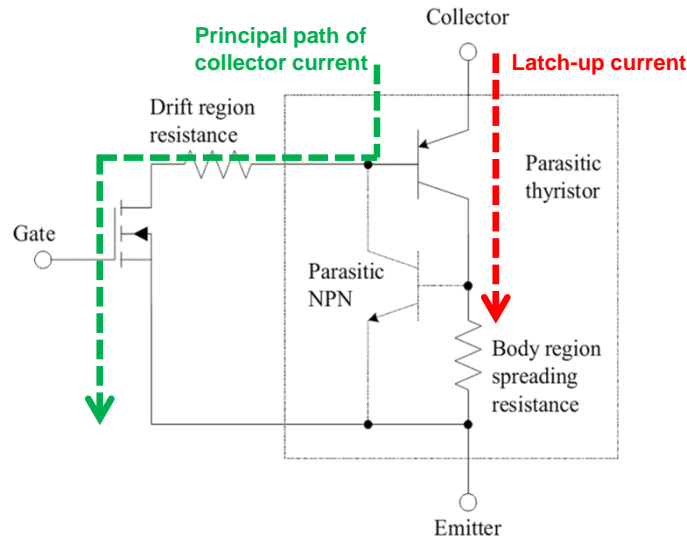 Collector
Principal path of
collector current
Latch-up current
Drift region
resistance
Parasitic
thyristor
Gate
Parasitic
NPN
Body region
spreading
resistance
Emitter